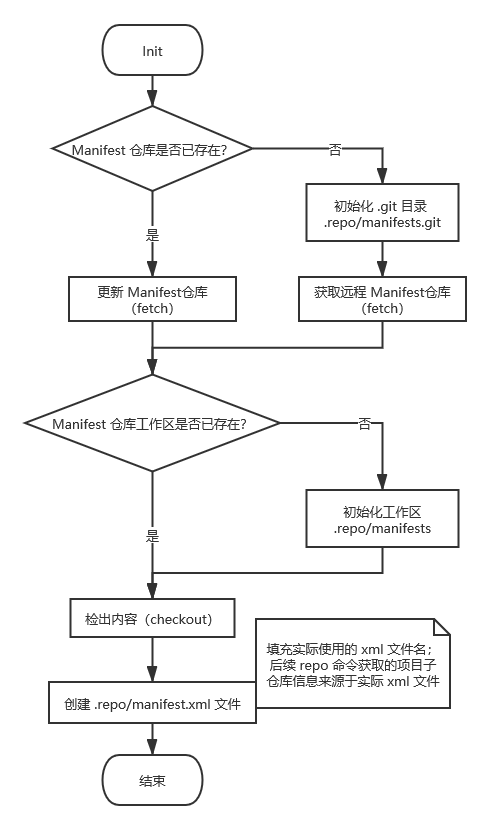 Init
Manifest 仓库是否已存在?
否
初始化 .git 目录
.repo/manifests.git
是
更新 Manifest仓库
（fetch）
获取远程 Manifest仓库
（fetch）
Manifest 仓库工作区是否已存在?
否
初始化工作区
.repo/manifests
是
检出内容（checkout）
填充实际使用的 xml 文件名；
后续 repo 命令获取的项目子
仓库信息来源于实际 xml 文件
创建 .repo/manifest.xml 文件
结束